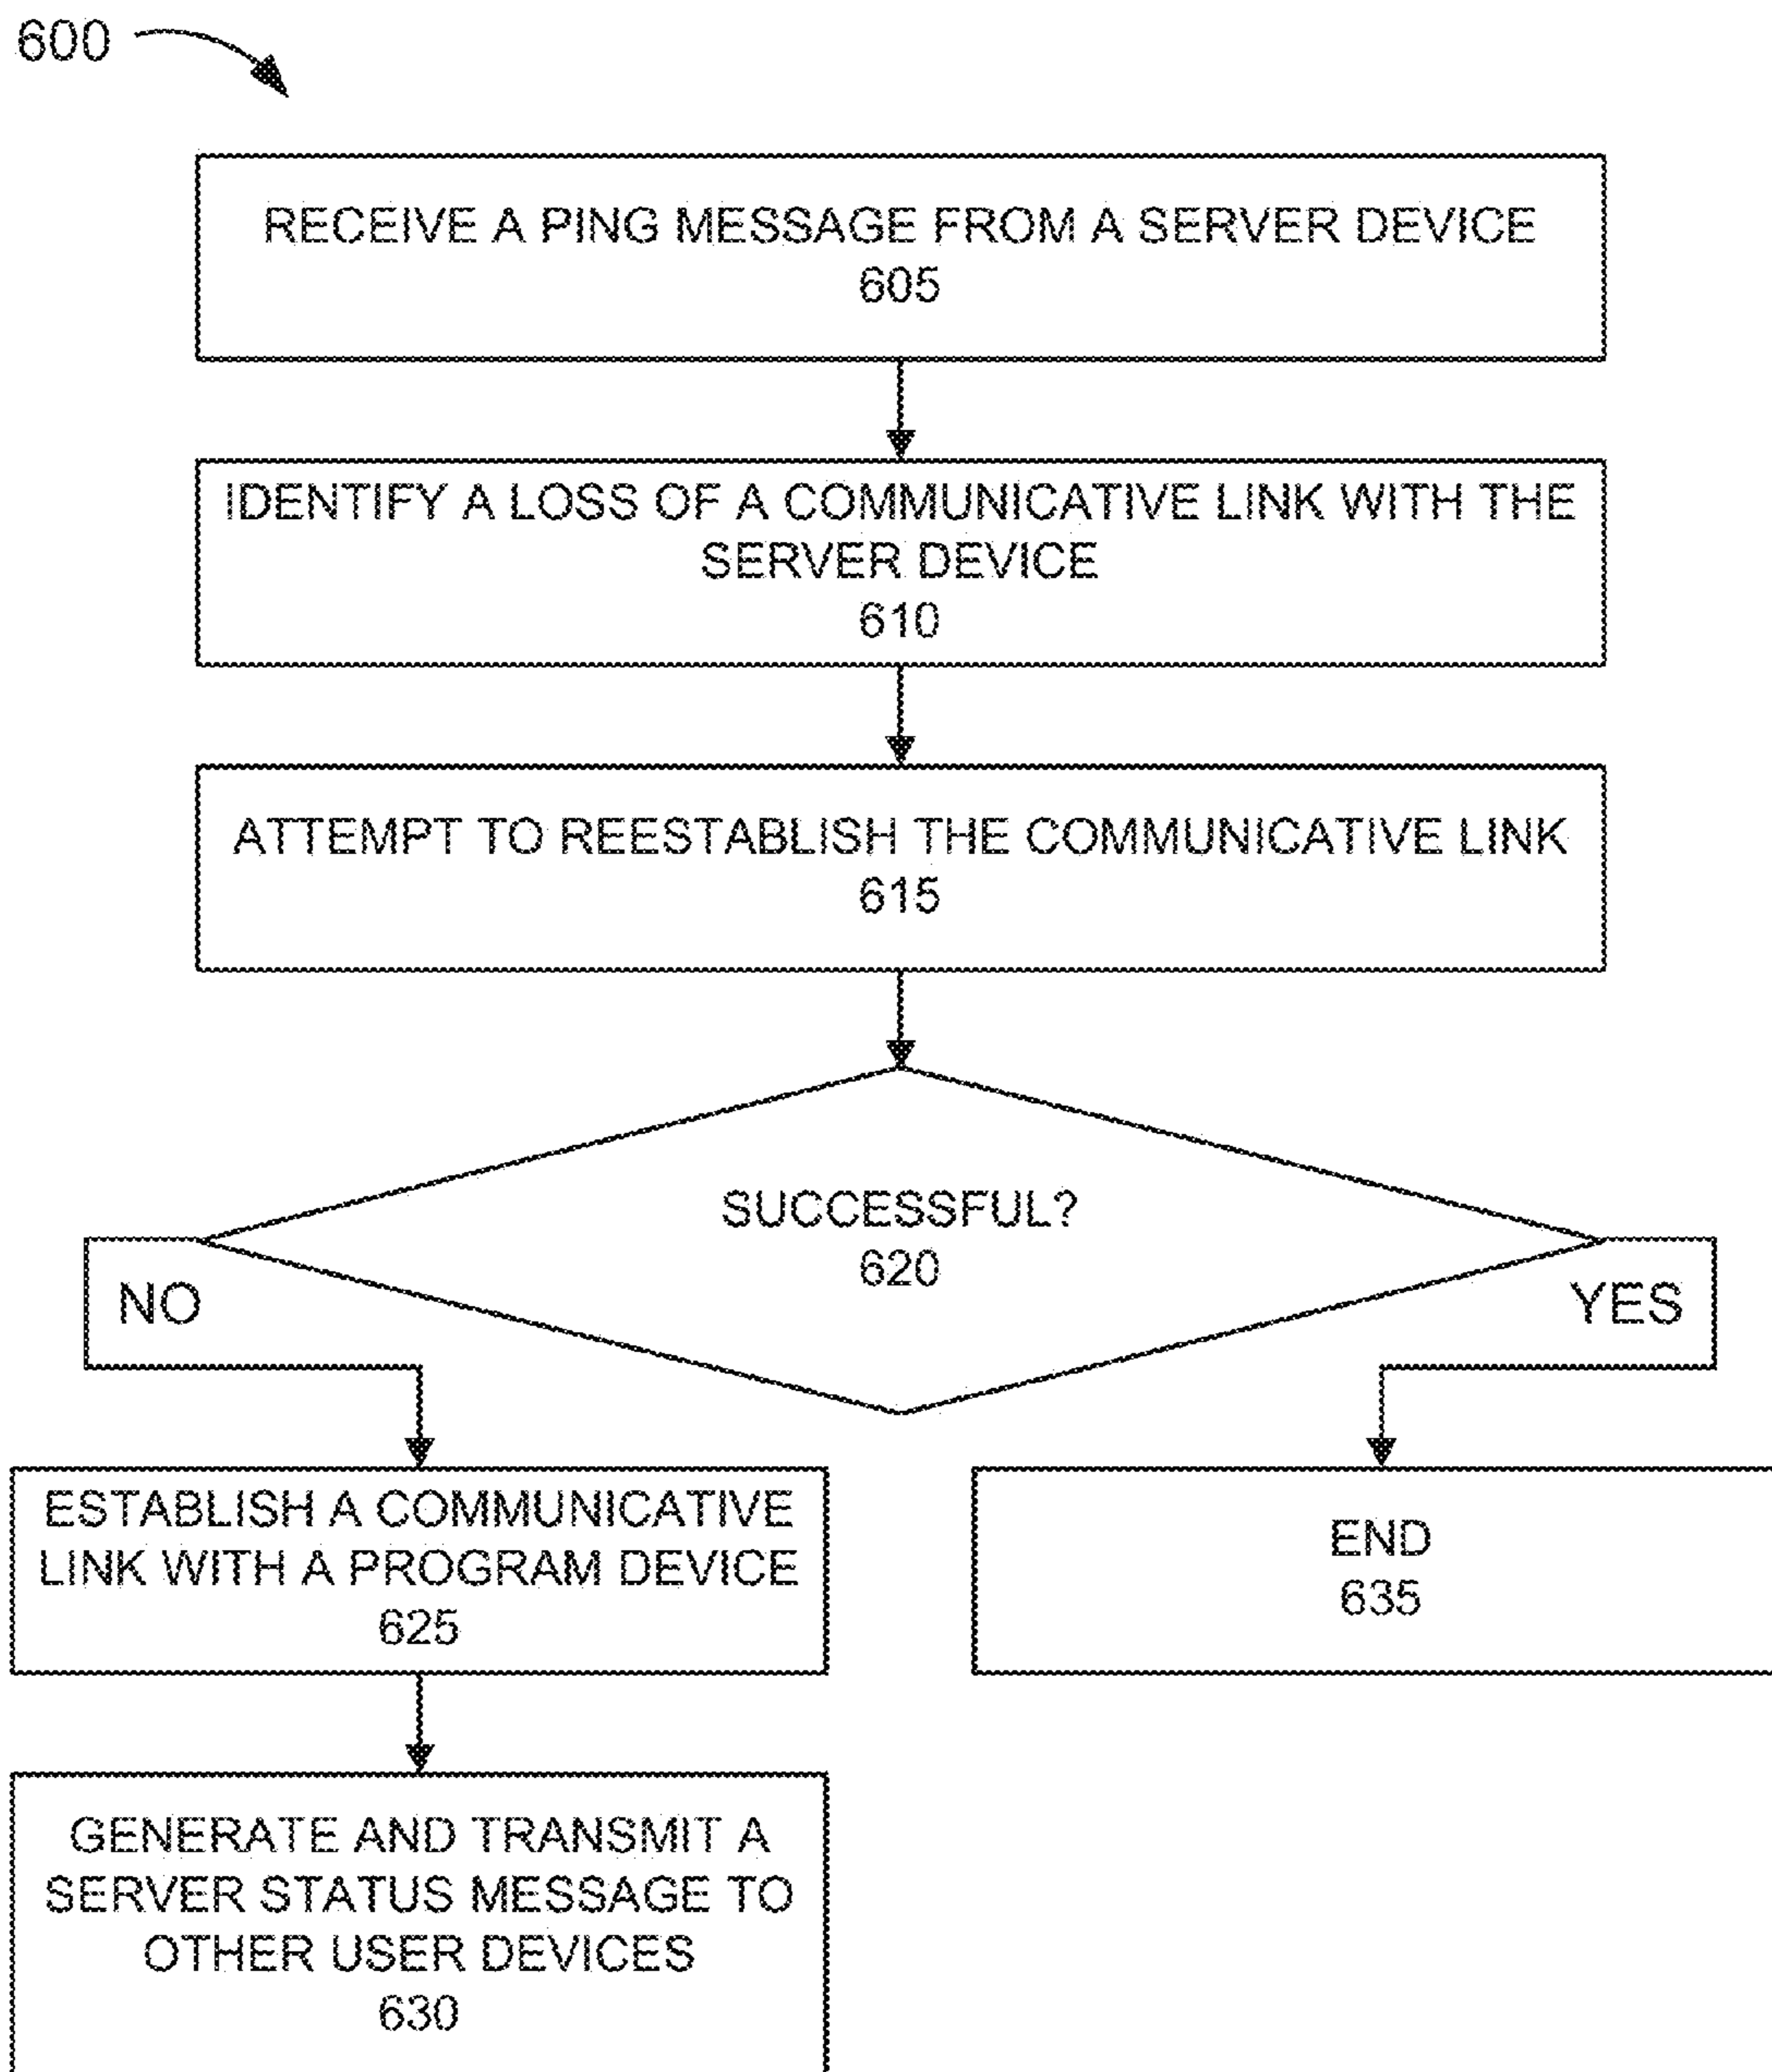 600
RECEIVE A PING MESSAGE FROM A SERVER DEVICE
605
IDENTIFY A LOSS OF A COMMUNICATIVE LINK WITH THE
SERVER DEVICE
610
ATTEMPT TO REESTABLISH THE COMMUNICATIVE LINK
615
SUCCESSFUL?
620
NO
YES
ESTABLISH A COMMUNICATIVE
LINK WITH A PROGRAM DEVICE
625
END
635
GENERATE AND TRANSMIT A
SERVER STATUS MESSAGE TO
OTHER USER DEVICES
630